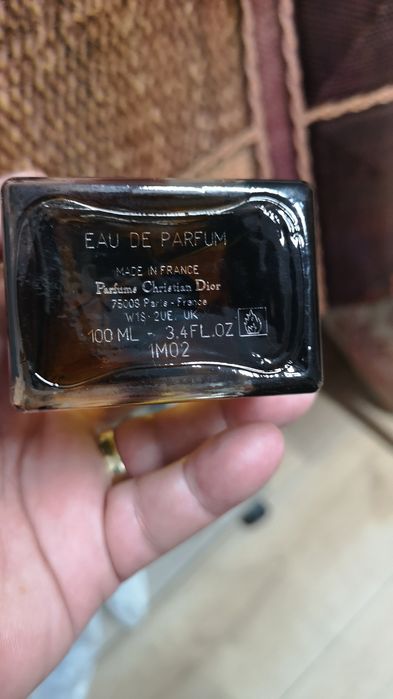 EAU DE PARFUM
MADE IN FRANCE
Parfums Christian Dior
75008 Paris - France
W1S · 2UE. UK
100 ML - 3.4FL.OZ
1M02